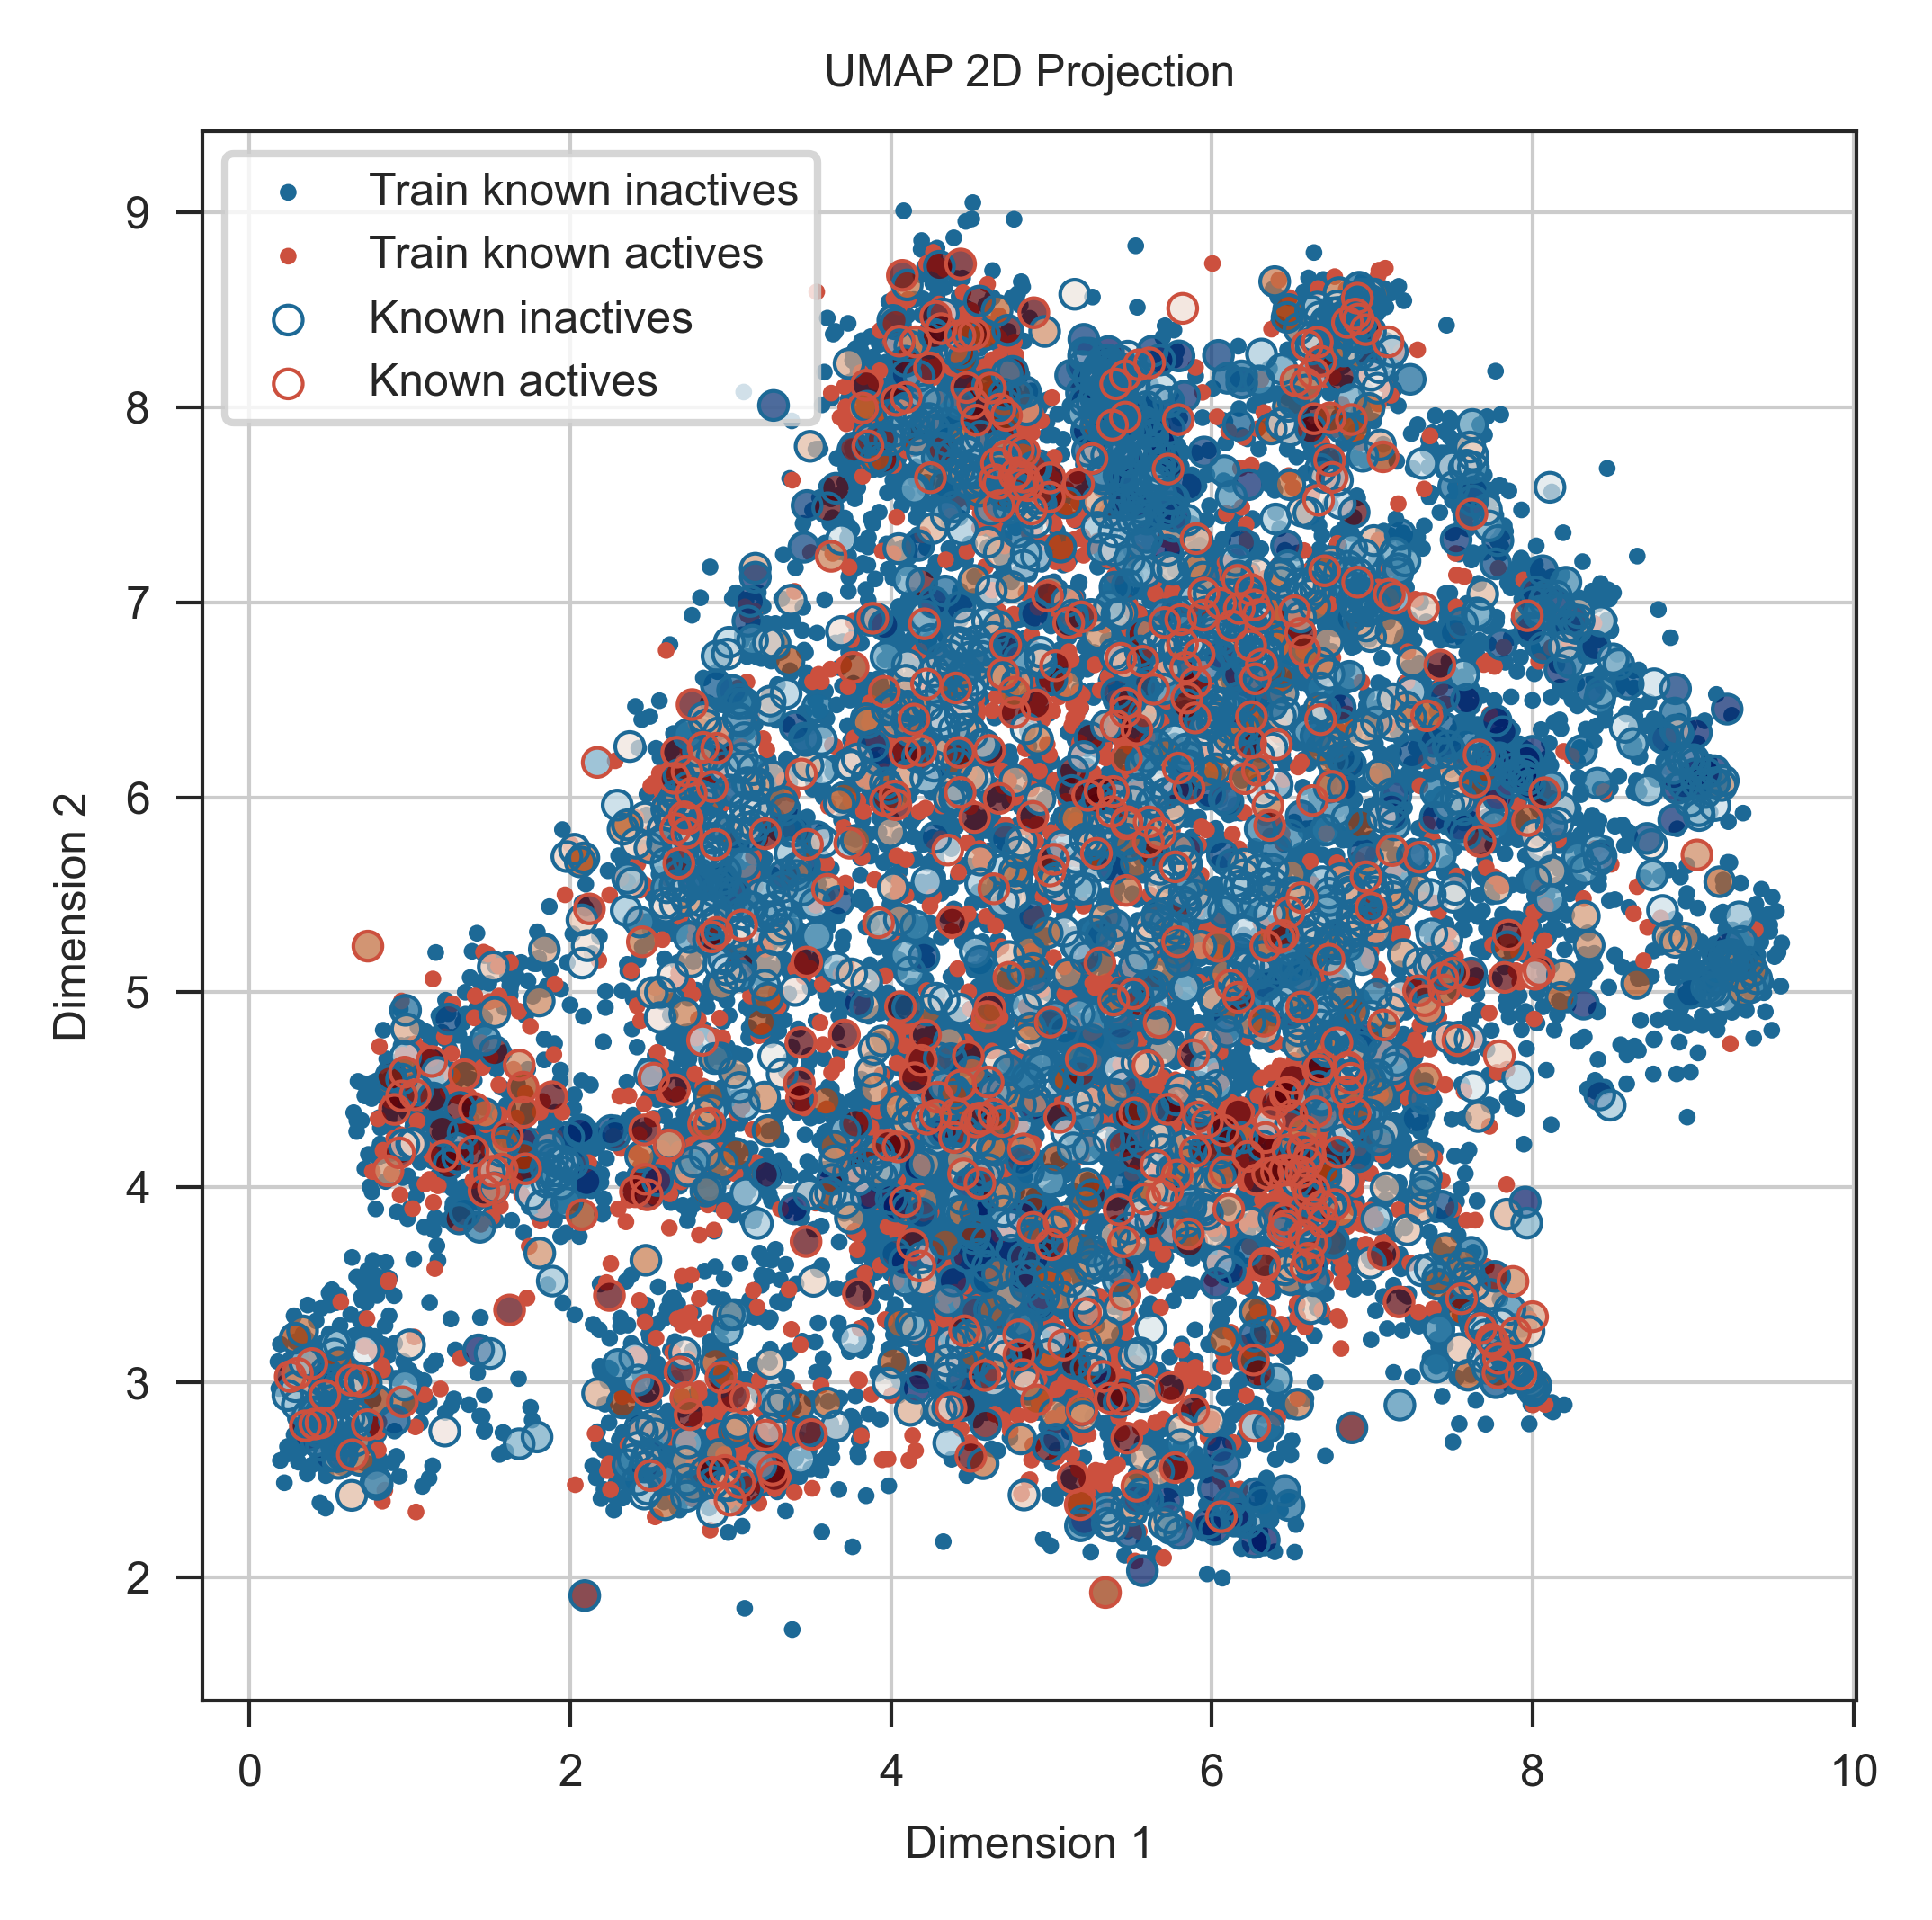 UMAP 2D Projection
Train known inactives
Train known actives
Known inactives
Known actives
9
8
7
6
5
4
3
2
Dimension 2
0 2 4 6 8 10
Dimension 1